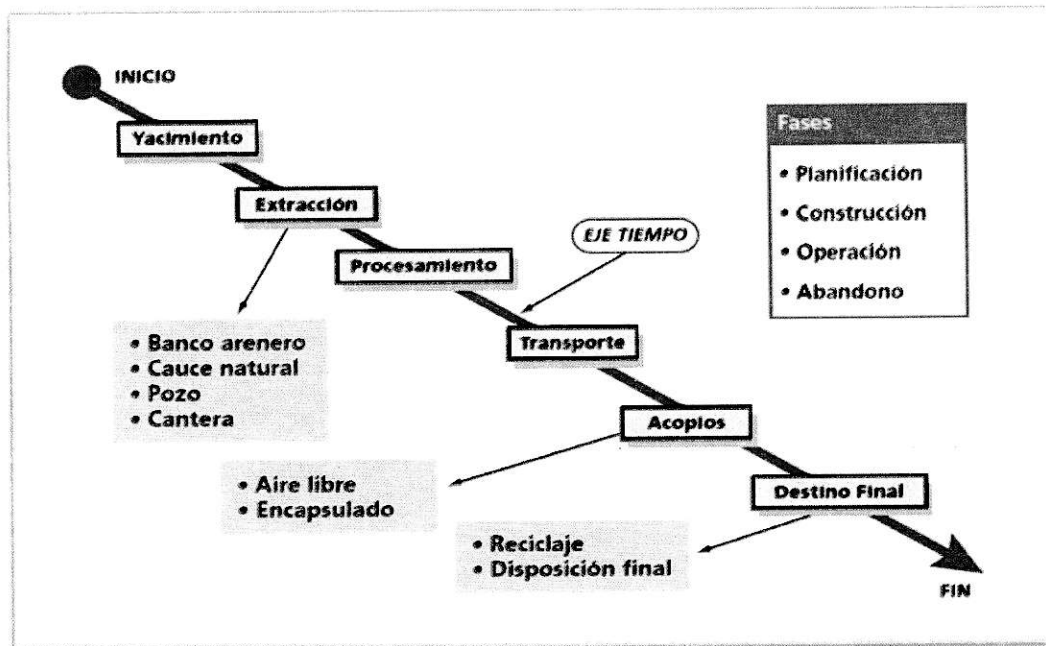 INICIO
Yacimiento
Extracción
Procesamiento
EJE TIEMPO
Transporte
Acopios
Destino Final
FIN
Fases
• Planificación
• Construcción
• Operación
• Abandono
• Banco arenero
• Cauce natural
• Pozo
• Cantera
• Aire libre
• Encapsulado
• Reciclaje
• Disposición final